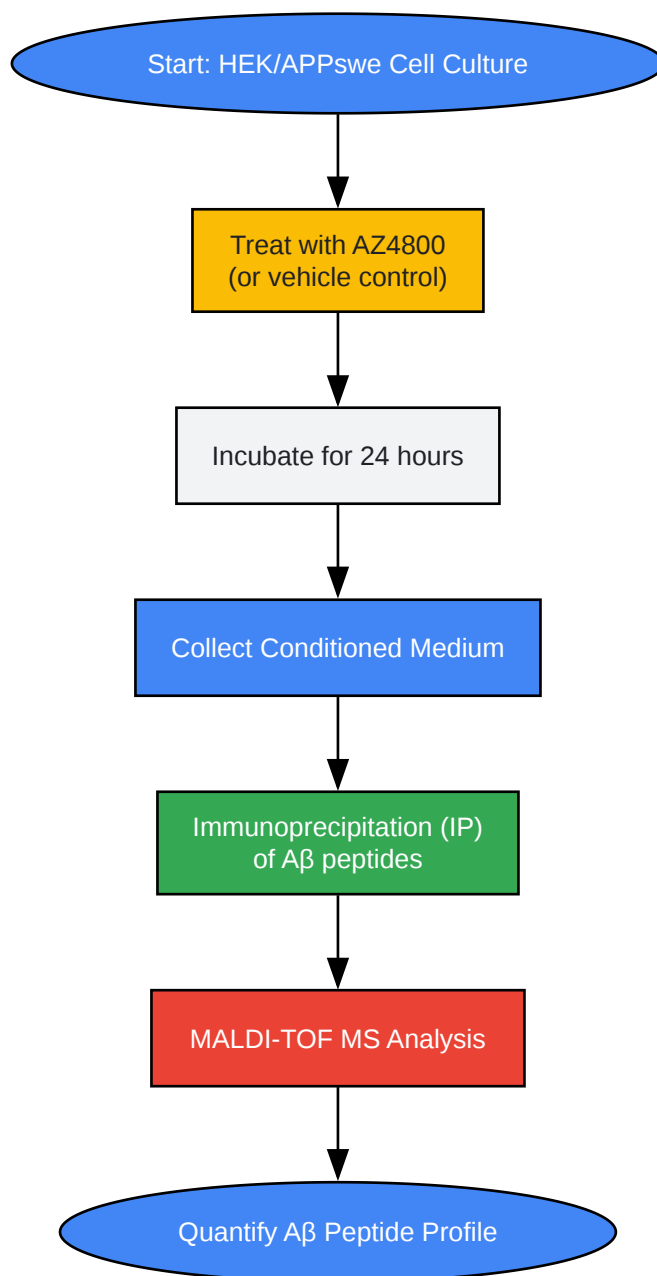 Start: HEK/APPswe Cell Culture
Treat with AZ4800
(or vehicle control)
Incubate for 24 hours
Collect Conditioned Medium
Immunoprecipitation (IP)
of Aβ peptides
MALDI-TOF MS Analysis
Quantify Aβ Peptide Profile